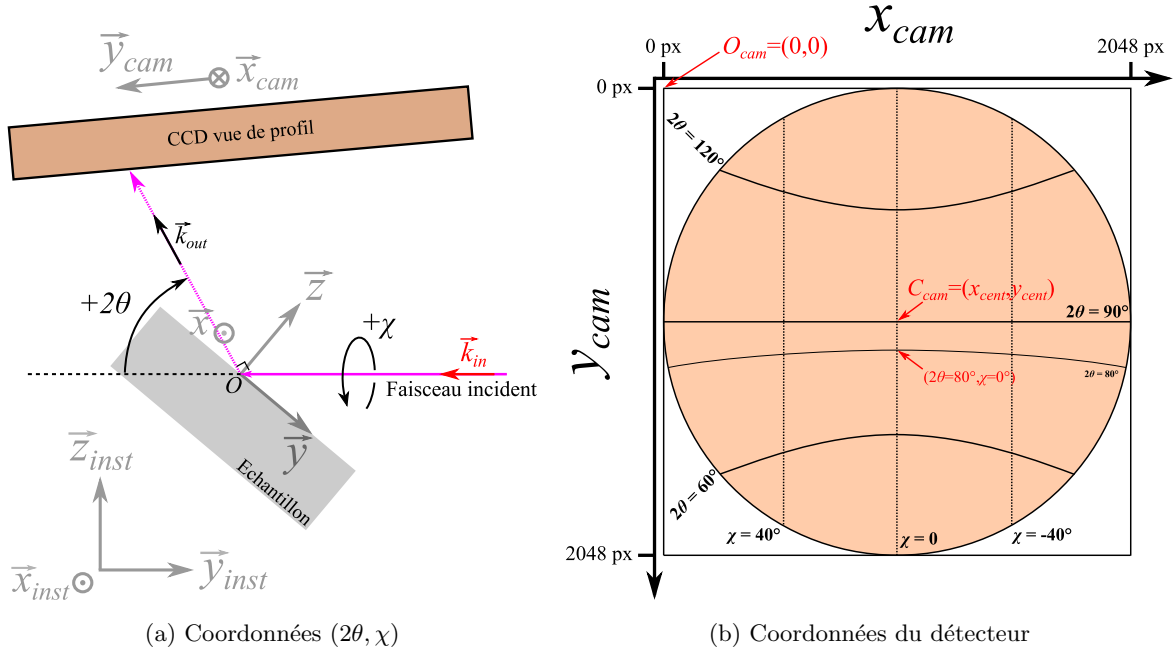 y⃗cam
x⃗cam
CCD vue de profil
k⃗out
+2θ
z⃗
x⃗
+χ
k⃗in
O
Faisceau incident
y⃗
z⃗inst
Echantillon
x⃗inst
y⃗inst
(a) Coordonnées (2θ, χ)
xcam
0 px
Ocam=(0,0)
2048 px
0 px
2θ = 120°
Ccam=(xcent,ycent)
2θ = 90°
ycam
(2θ=80°,χ=0°)
2θ = 80°
2θ = 60°
χ = 40°
χ = 0
χ = -40°
2048 px
(b) Coordonnées du détecteur